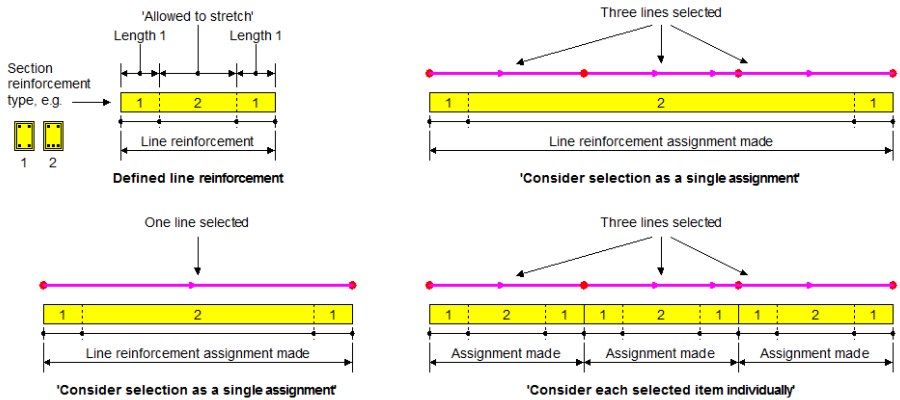 'Allowed to stretch'
Length 1
Length 1
Section
reinforcement
type, e.g.
1
2
1
1
2
Line reinforcement
Defined line reinforcement
Three lines selected
1
2
1
Line reinforcement assignment made
'Consider selection as a single assignment'
One line selected
1
2
1
Line reinforcement assignment made
'Consider selection as a single assignment'
Three lines selected
1
2
1
1
2
1
1
2
1
Assignment made
Assignment made
Assignment made
'Consider each selected item individually'